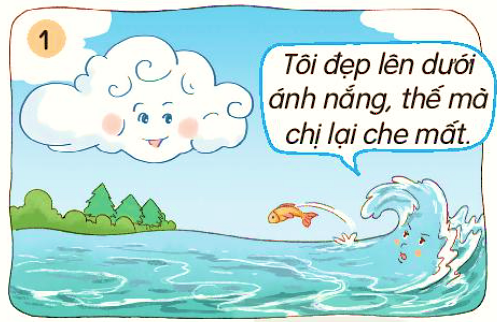 1
Tôi đẹp lên dưới
ánh nắng, thế mà
chị lại che mất.